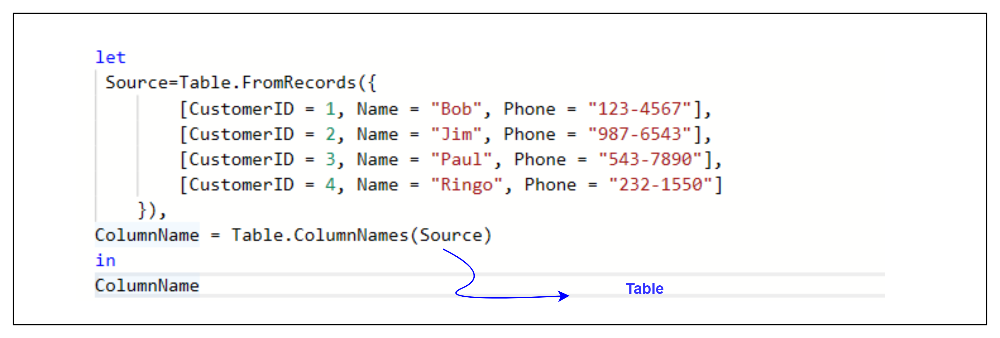 let
Source=Table.FromRecords({
[CustomerID = 1, Name = "Bob", Phone = "123-4567"],
[CustomerID = 2, Name = "Jim", Phone = "987-6543"],
[CustomerID = 3, Name = "Paul", Phone = "543-7890"],
[CustomerID = 4, Name = "Ringo", Phone = "232-1550"]
}),
ColumnName = Table.ColumnNames(Source)
in
ColumnName
Table